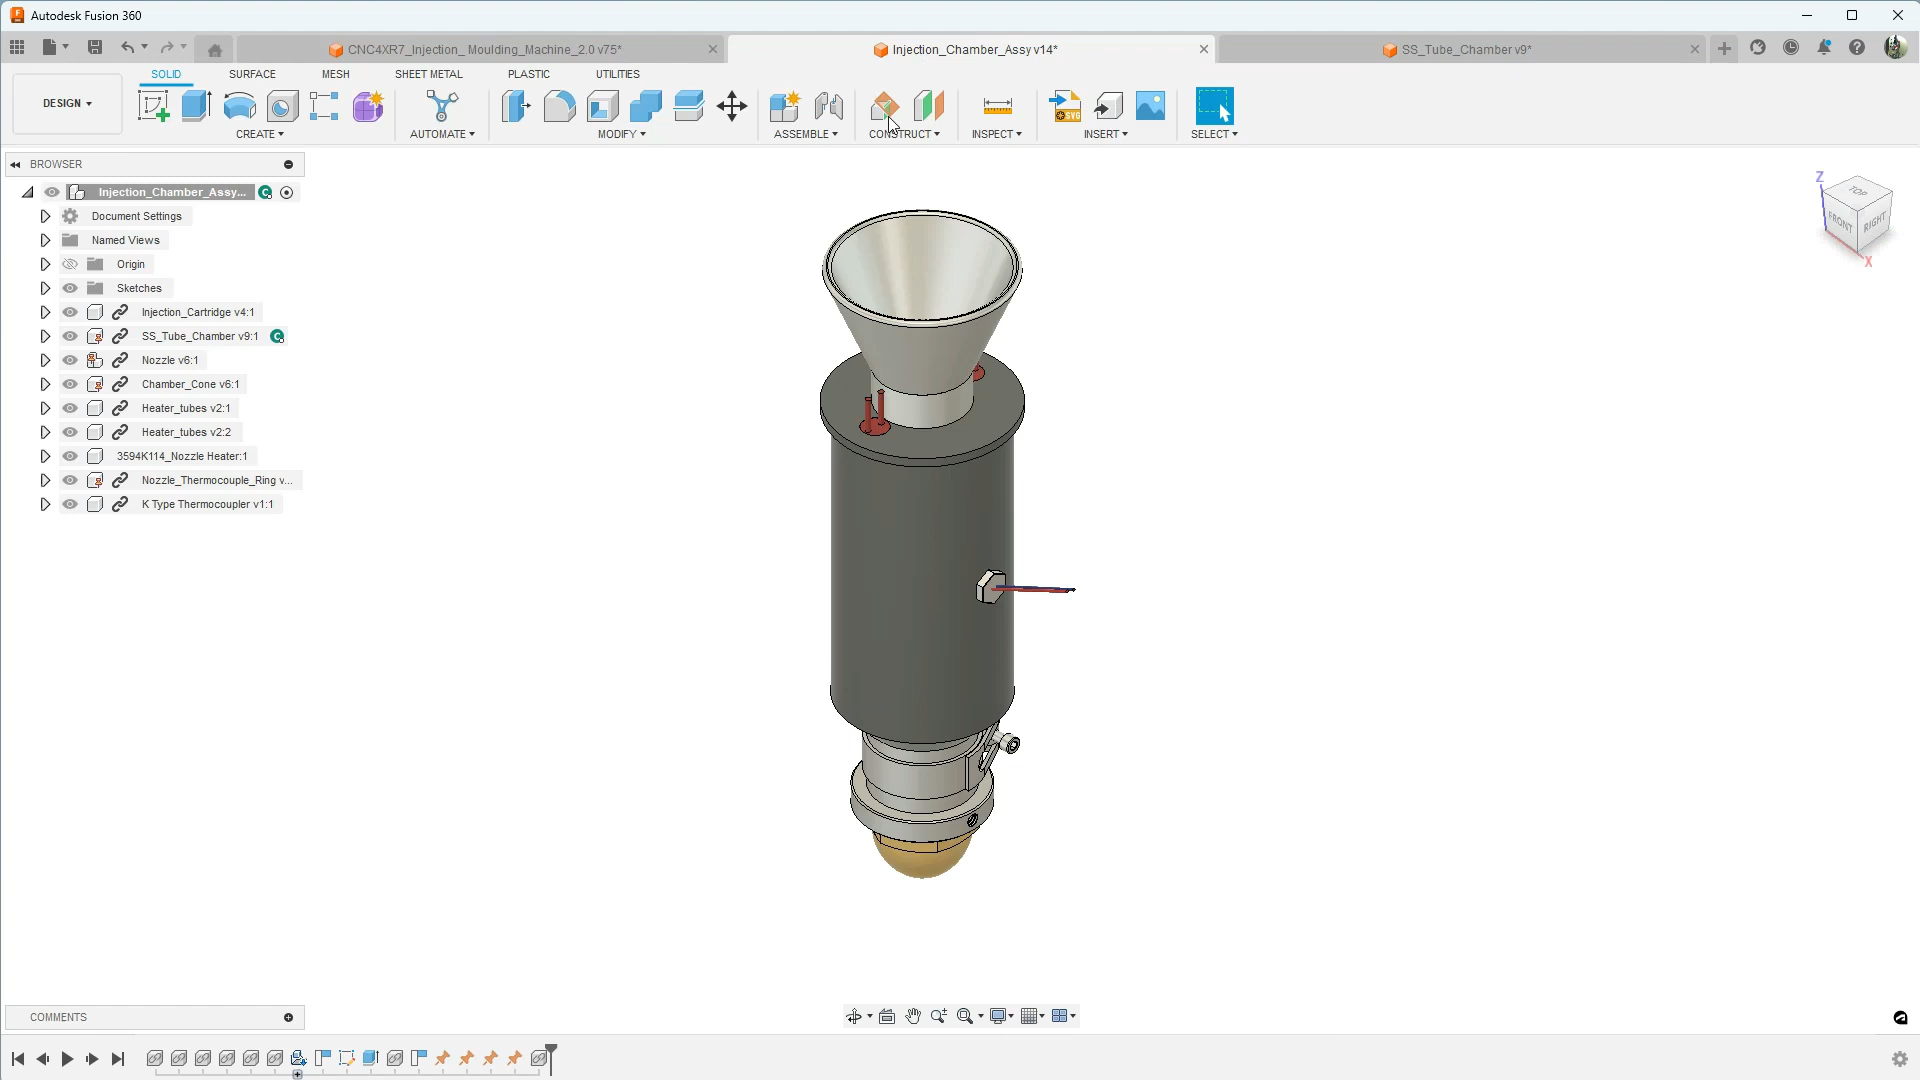 Autodesk Fusion 360
CNC4XR7_Injection_ Moulding_Machine_2.0 v75*
Injection_Chamber_Assy v14*
SS_Tube_Chamber v9*
SOLID
SURFACE
MESH
SHEET METAL
PLASTIC
UTILITIES
DESIGN
CREATE
AUTOMATE
MODIFY
ASSEMBLE
CONSTRUCT
INSPECT
SVG
INSERT
SELECT
BROWSER
Injection_Chamber_Assy...
C
Document Settings
Named Views
Origin
Sketches
Injection_Cartridge v4:1
SS_Tube_Chamber v9:1
C
Nozzle v6:1
Chamber_Cone v6:1
Heater_tubes v2:1
Heater_tubes v2:2
3594K114_Nozzle Heater:1
Nozzle_Thermocouple_Ring v...
K Type Thermocoupler v1:1
Z
TOP
FRONT
RIGHT
X
COMMENTS